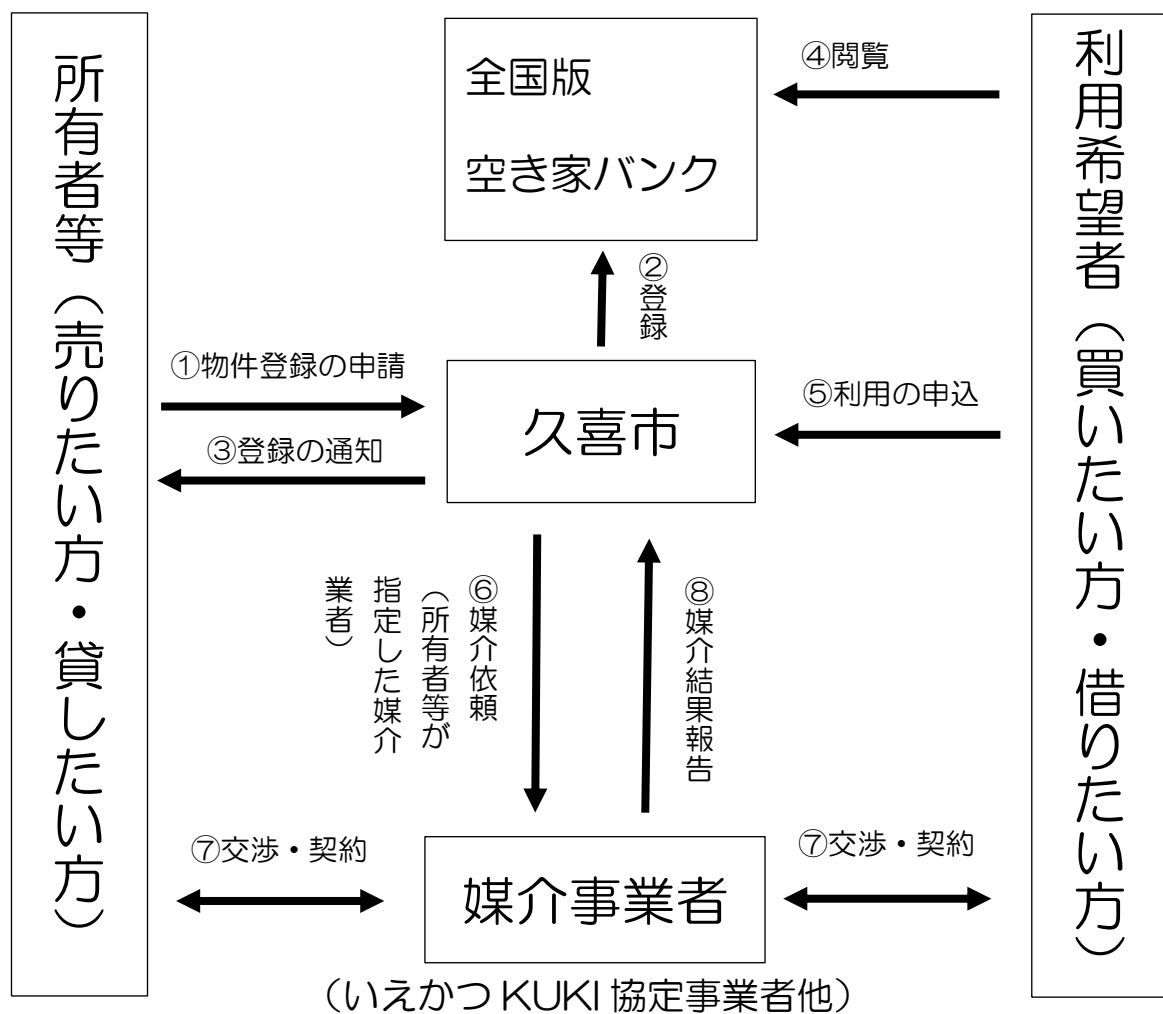 所有者等（売りたい方・貸したい方）
全国版
空き家バンク
④閲覧
利用希望者（買いたい方・借りたい方）
②登録
①物件登録の申請
③登録の通知
久喜市
⑤利用の申込
⑥媒介依頼
（所有者等が
指定した媒介
業者）
⑧媒介結果報告
⑦交渉・契約
媒介事業者
⑦交渉・契約
（いえかつ KUKI 協定事業者他）